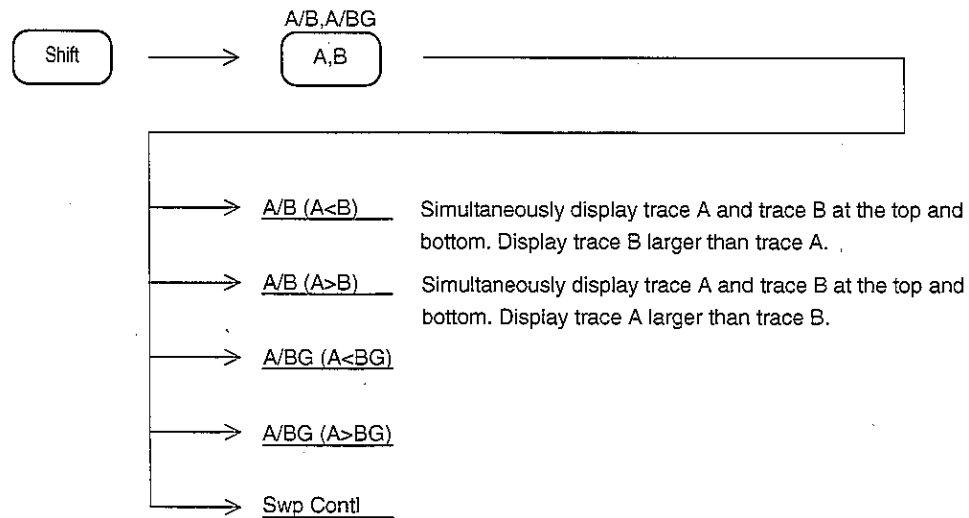 A/B,A/BG
Shift
A,B
A/B (A<B) Simultaneously display trace A and trace B at the top and
bottom. Display trace B larger than trace A.
A/B (A>B) Simultaneously display trace A and trace B at the top and
bottom. Display trace A larger than trace B.
A/BG (A<BG)
A/BG (A>BG)
Swp Contl